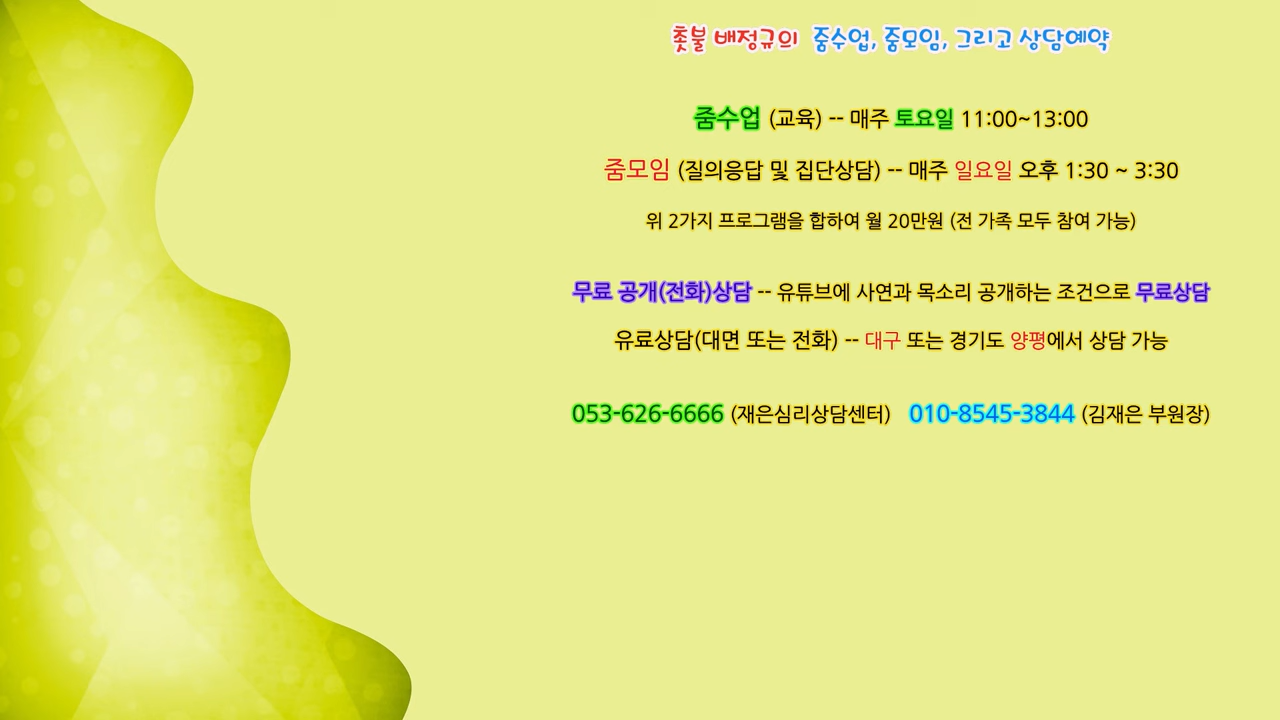 촛불 배정규의 줌수업, 줌모임, 그리고 상담예약
줌수업 (교육) -- 매주 토요일 11:00~13:00
줌모임 (질의응답 및 집단상담) -- 매주 일요일 오후 1:30 ~ 3:30
위 2가지 프로그램을 합하여 월 20만원 (전 가족 모두 참여 가능)
무료 공개(전화)상담 -- 유튜브에 사연과 목소리 공개하는 조건으로 무료상담
유료상담(대면 또는 전화) -- 대구 또는 경기도 양평에서 상담 가능
053-626-6666 (재은심리상담센터) 010-8545-3844 (김재은 부원장)